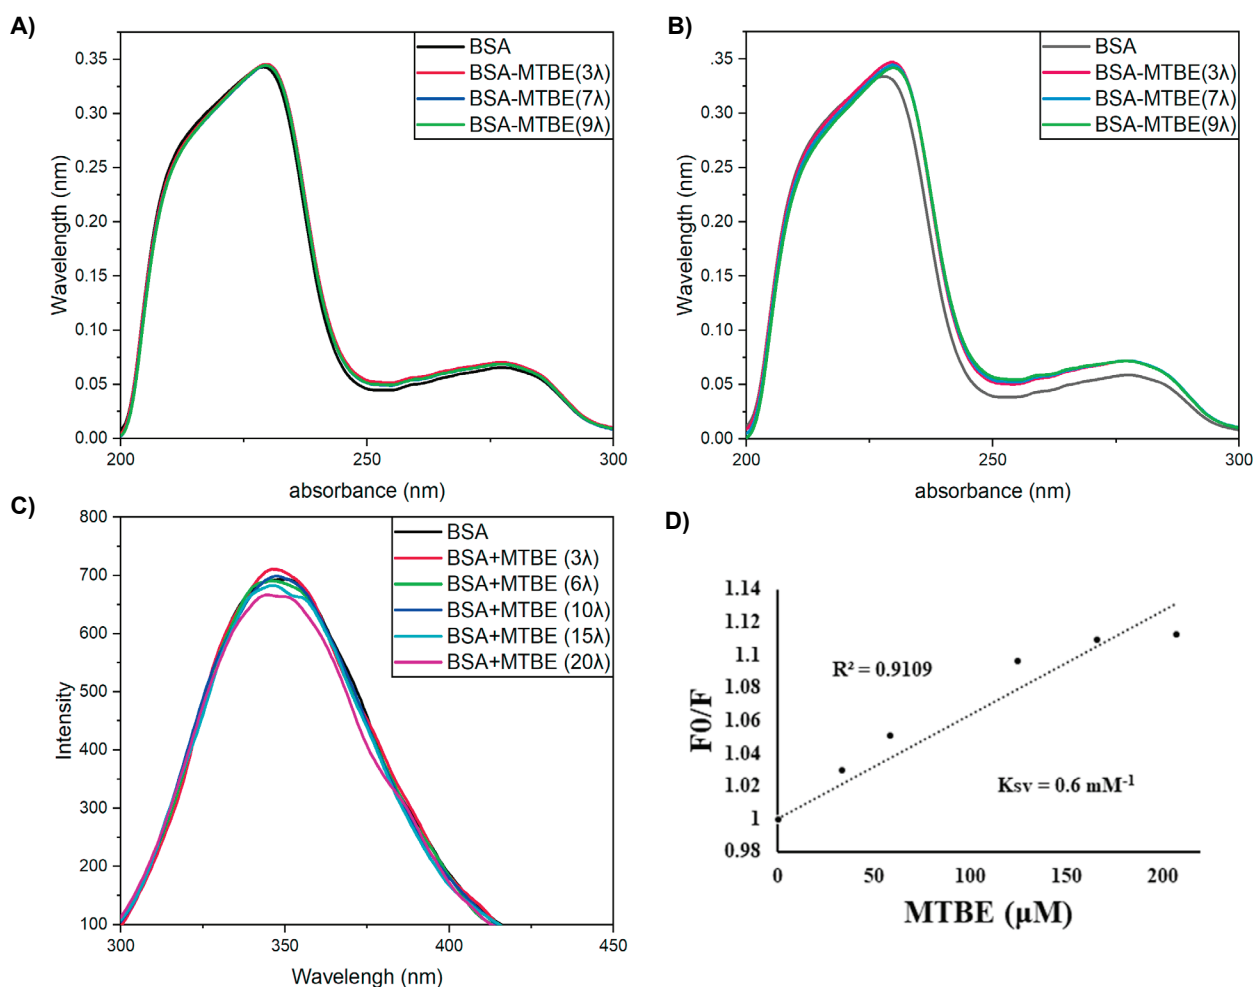 A)
BSA
BSA-MTBE(3λ)
BSA-MTBE(7λ)
BSA-MTBE(9λ)
0.35
0.30
0.25
0.20
0.15
0.10
0.05
0.00
Wavelength (nm)
200
250
300
absorbance (nm)
B)
BSA
BSA-MTBE(3λ)
BSA-MTBE(7λ)
BSA-MTBE(9λ)
.35
0.30
0.25
0.20
0.15
0.10
0.05
0.00
Wavelength (nm)
200
250
300
absorbance (nm)
C)
BSA
BSA+MTBE (3λ)
BSA+MTBE (6λ)
BSA+MTBE (10λ)
BSA+MTBE (15λ)
BSA+MTBE (20λ)
800
700
600
500
400
300
200
100
Intensity
300
350
400
450
Wavelengh (nm)
D)
1.14
1.12
1.1
1.08
1.06
1.04
1.02
1
0.98
F0/F
R² = 0.9109
Ksv = 0.6 mM⁻¹
0
50
100
150
200
MTBE (μM)